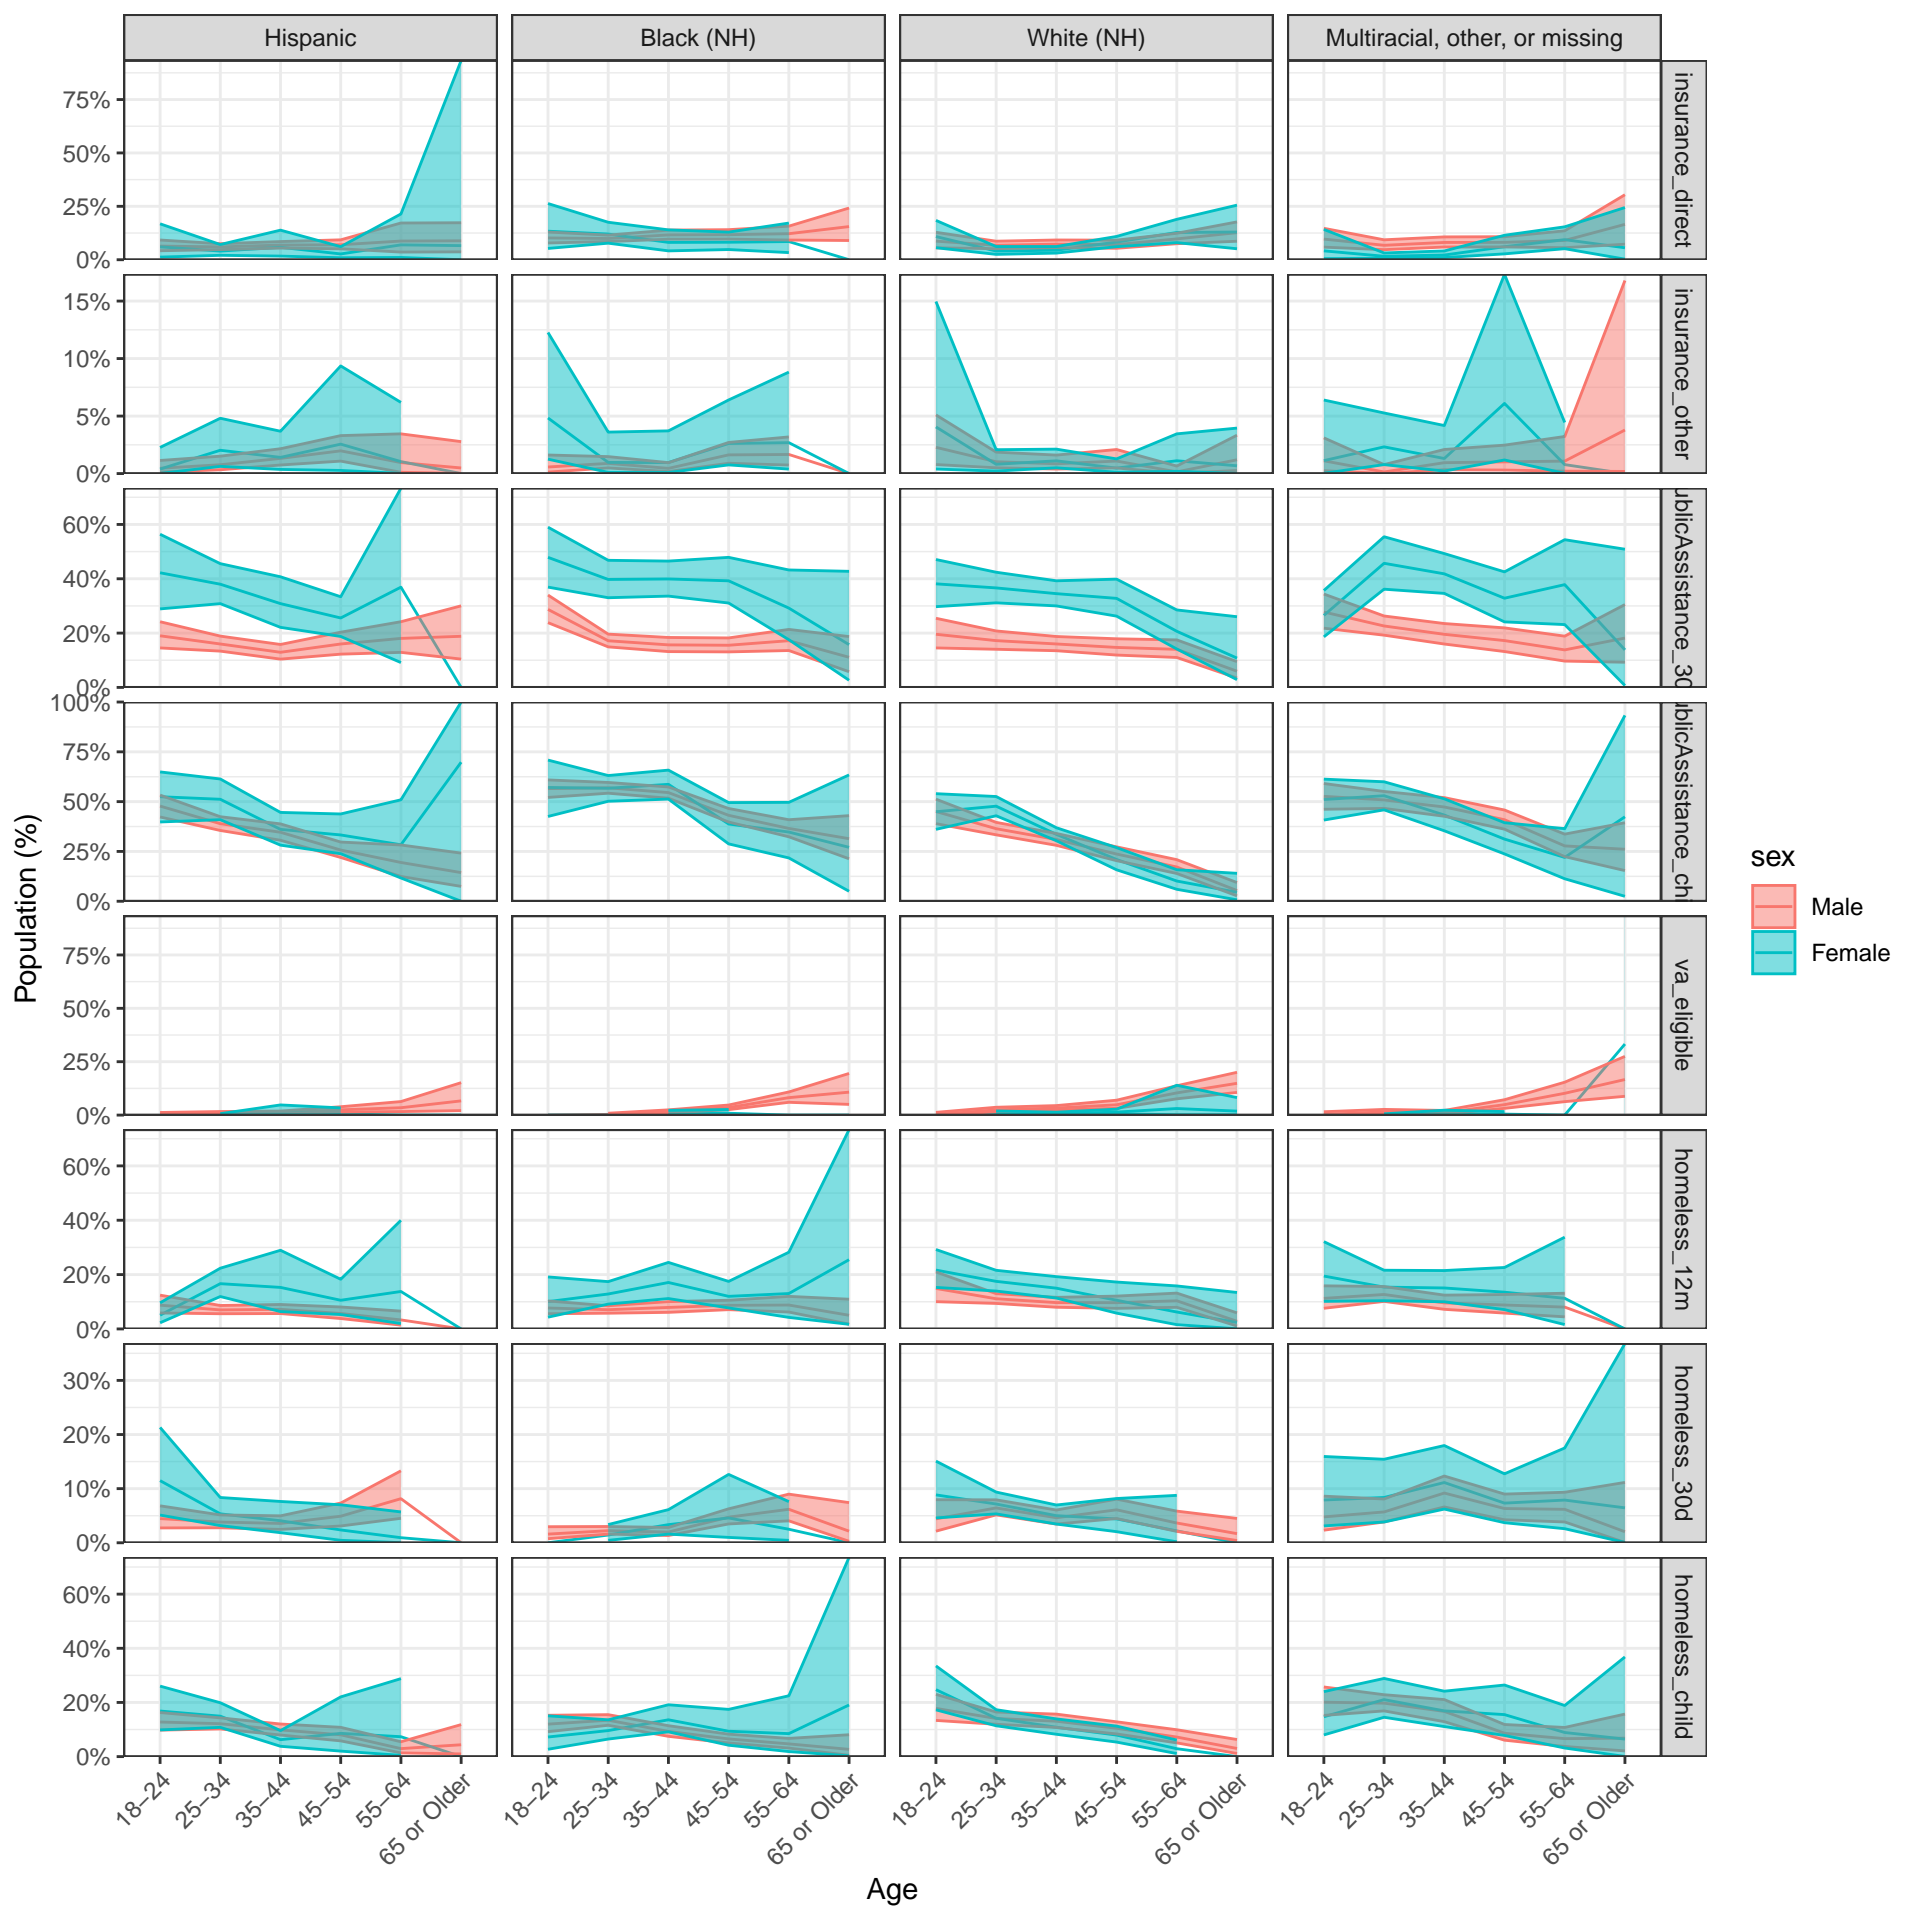 Hispanic
Black (NH)
White (NH)
Multiracial, other, or missing
75%
50%
25%
0%
insurance_direct
15%
10%
5%
0%
insurance_other
60%
40%
20%
0%
ublicAssistance_30
100%
75%
50%
25%
0%
ublicAssistance_chi
75%
50%
25%
0%
va_eligible
60%
40%
20%
0%
homeless_12m
30%
20%
10%
0%
homeless_30d
60%
40%
20%
0%
homeless_child
Population (%)
18–24
25–34
35–44
45–54
55–64
65 or Older
18–24
25–34
35–44
45–54
55–64
65 or Older
18–24
25–34
35–44
45–54
55–64
65 or Older
18–24
25–34
35–44
45–54
55–64
65 or Older
Age
sex
Male
Female